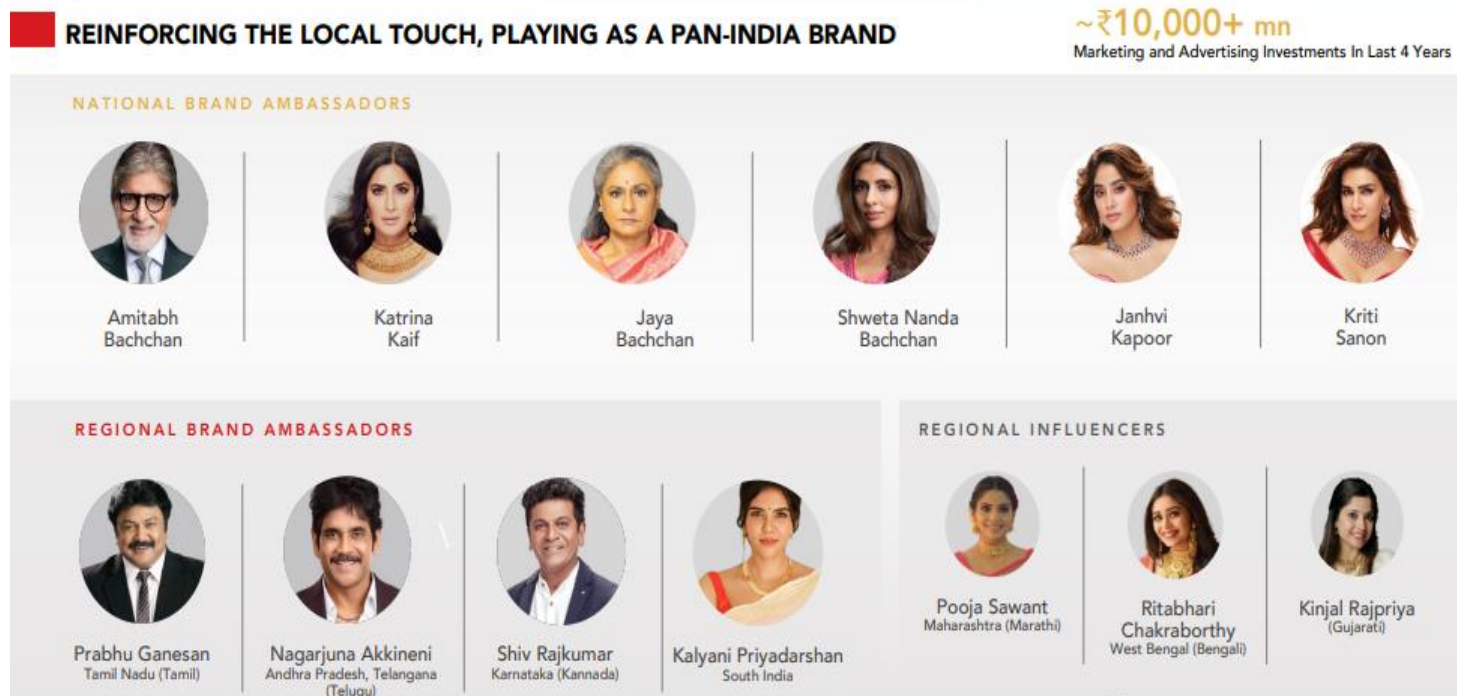 REINFORCING THE LOCAL TOUCH, PLAYING AS A PAN-INDIA BRAND
~₹10,000+ mn
Marketing and Advertising Investments In Last 4 Years
NATIONAL BRAND AMBASSADORS
Amitabh
Bachchan
Katrina
Kaif
Jaya
Bachchan
Shweta Nanda
Bachchan
Janhvi
Kapoor
Kriti
Sanon
REGIONAL BRAND AMBASSADORS
Prabhu Ganesan
Tamil Nadu (Tamil)
Nagarjuna Akkineni
Andhra Pradesh, Telangana
(Telugu)
Shiv Rajkumar
Karnataka (Kannada)
Kalyani Priyadarshan
South India
REGIONAL INFLUENCERS
Pooja Sawant
Maharashtra (Marathi)
Ritabhari
Chakraborthy
West Bengal (Bengali)
Kinjal Rajpriya
(Gujarati)